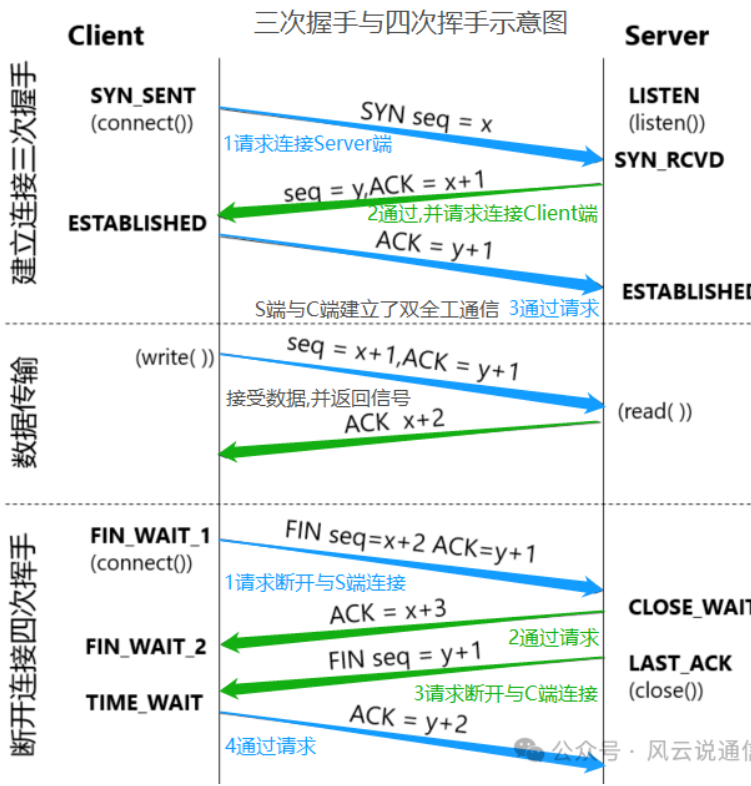 三次握手与四次挥手示意图
Client
Server
建立连接三次握手
SYN_SENT
(connect())
LISTEN
(listen())
SYN seq = x
1请求连接Server端
SYN_RCVD
seq = y,ACK = x+1
2通过,并请求连接Client端
ESTABLISHED
ACK = y+1
ESTABLISHED
S端与C端建立了双全工通信
3通过请求
数据传输
(write( ))
seq = x+1,ACK = y+1
接受数据,并返回信号
(read( ))
ACK x+2
断开连接四次挥手
FIN_WAIT_1
(connect())
FIN seq=x+2 ACK=y+1
1请求断开与S端连接
CLOSE_WAIT
ACK = x+3
2通过请求
FIN_WAIT_2
FIN seq = y+1
LAST_ACK
(close())
3请求断开与C端连接
TIME_WAIT
ACK = y+2
4通过请求
公众号 · 风云说通信